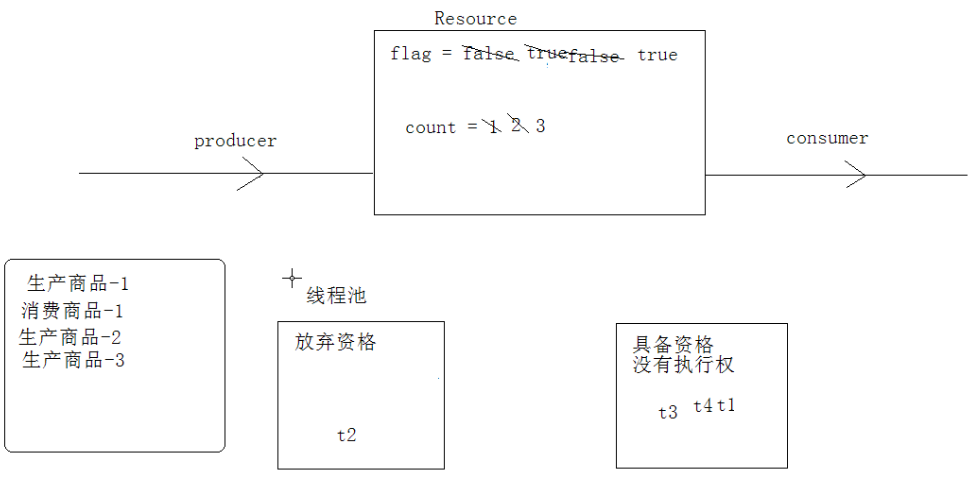 Resource
flag = false true false true
count = 1 2 3
producer
consumer
生产商品-1
消费商品-1
生产商品-2
生产商品-3
线程池
放弃资格
t2
具备资格
没有执行权
t3 t4 t1